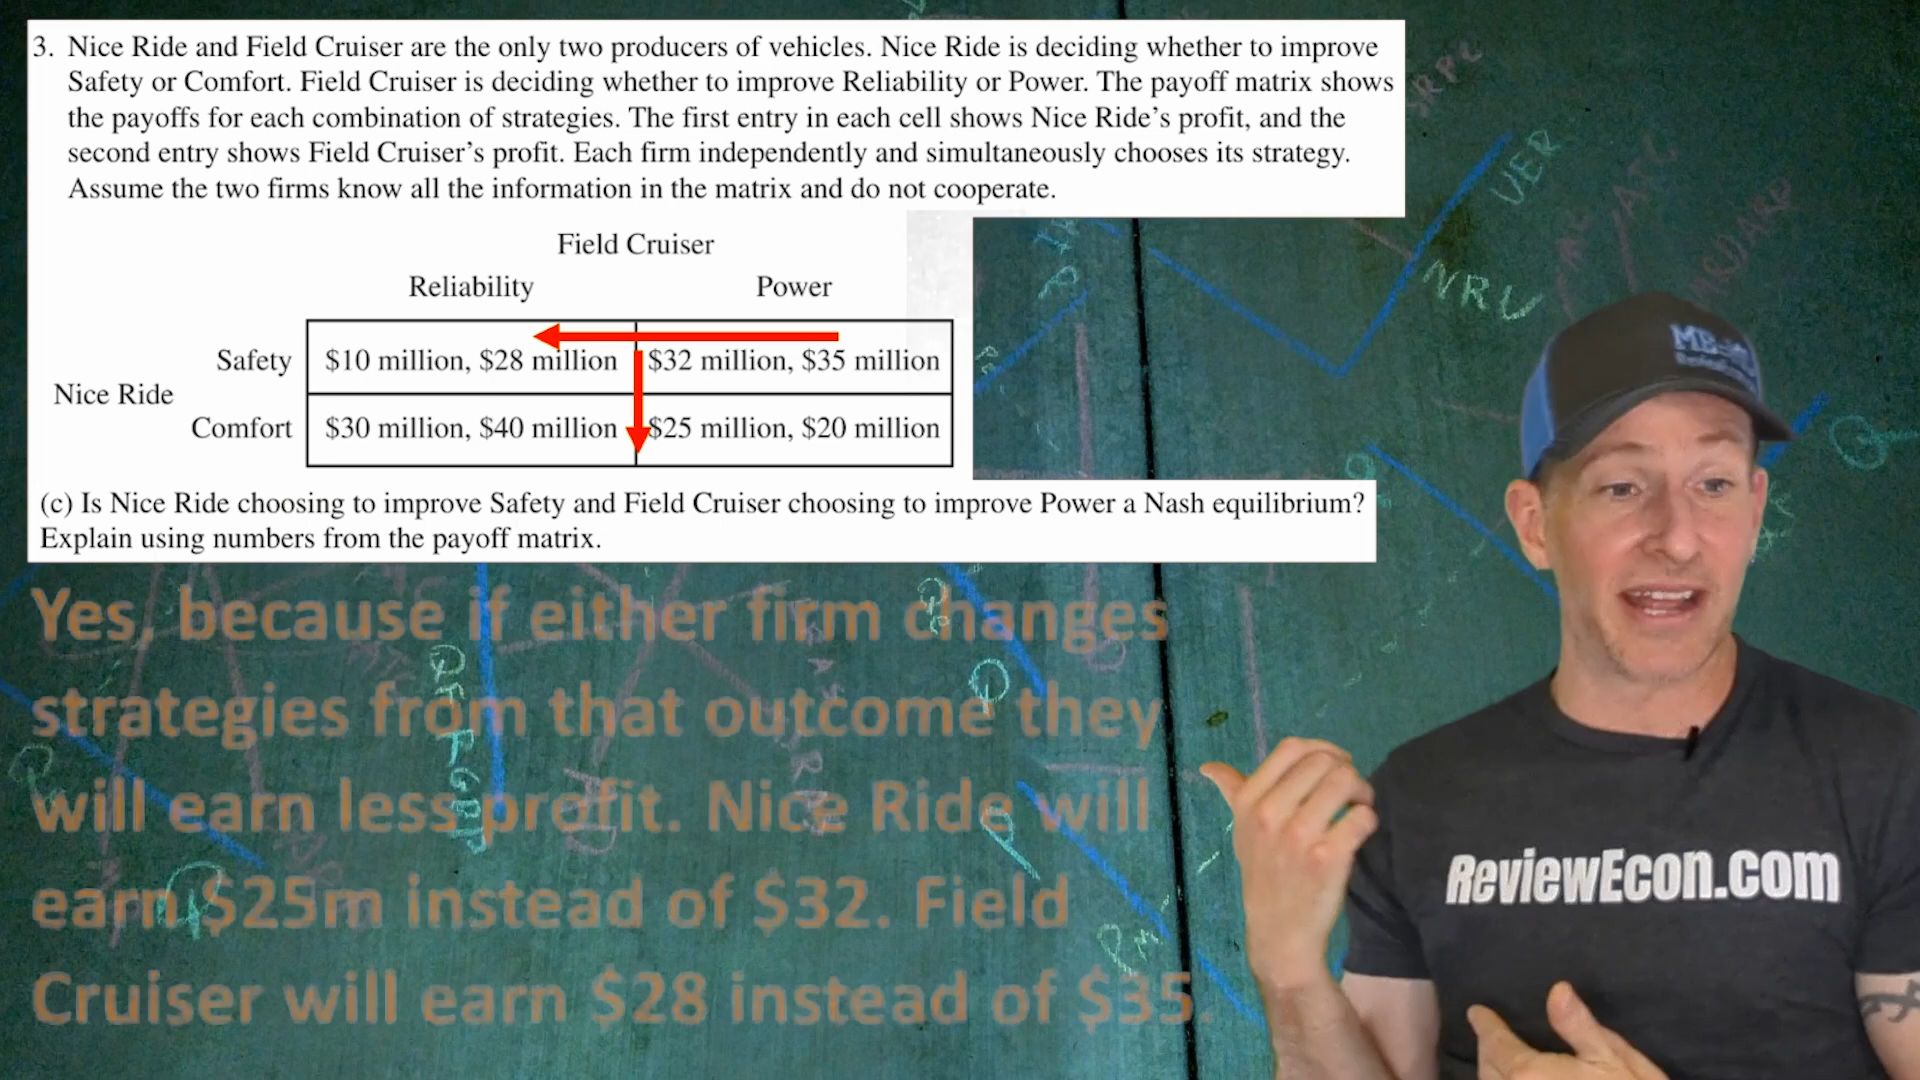 3. Nice Ride and Field Cruiser are the only two producers of vehicles. Nice Ride is deciding whether to improve
Safety or Comfort. Field Cruiser is deciding whether to improve Reliability or Power. The payoff matrix shows
the payoffs for each combination of strategies. The first entry in each cell shows Nice Ride's profit, and the
second entry shows Field Cruiser's profit. Each firm independently and simultaneously chooses its strategy.
Assume the two firms know all the information in the matrix and do not cooperate.
Field Cruiser
Reliability Power
Safety $10 million, $28 million $32 million, $35 million
Nice Ride
Comfort $30 million, $40 million $25 million, $20 million
(c) Is Nice Ride choosing to improve Safety and Field Cruiser choosing to improve Power a Nash equilibrium?
Explain using numbers from the payoff matrix.
Yes, because if either firm changes
strategies from that outcome they
will earn less profit. Nice Ride will
earn $25m instead of $32. Field
Cruiser will earn $28 instead of $35.
ReviewEcon.com
SRPC
VER
NRU